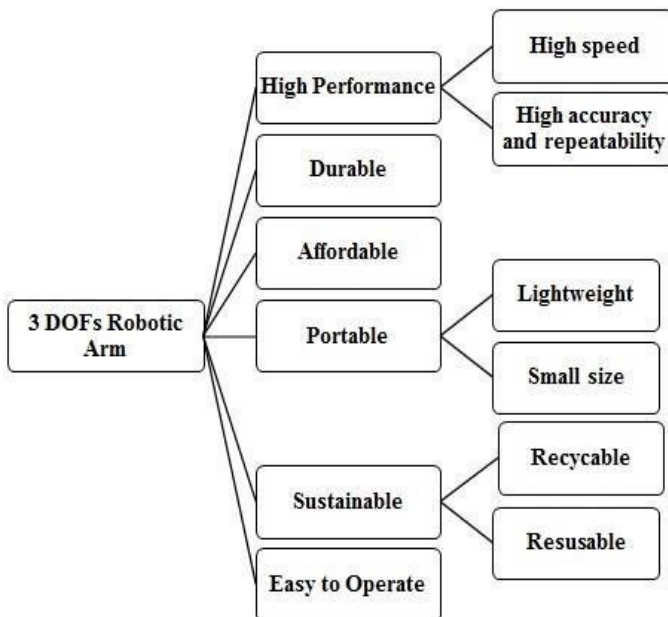 3 DOFs Robotic
Arm
High Performance
High speed
High accuracy
and repeatability
Durable
Affordable
Portable
Lightweight
Small size
Sustainable
Recycable
Resusable
Easy to Operate